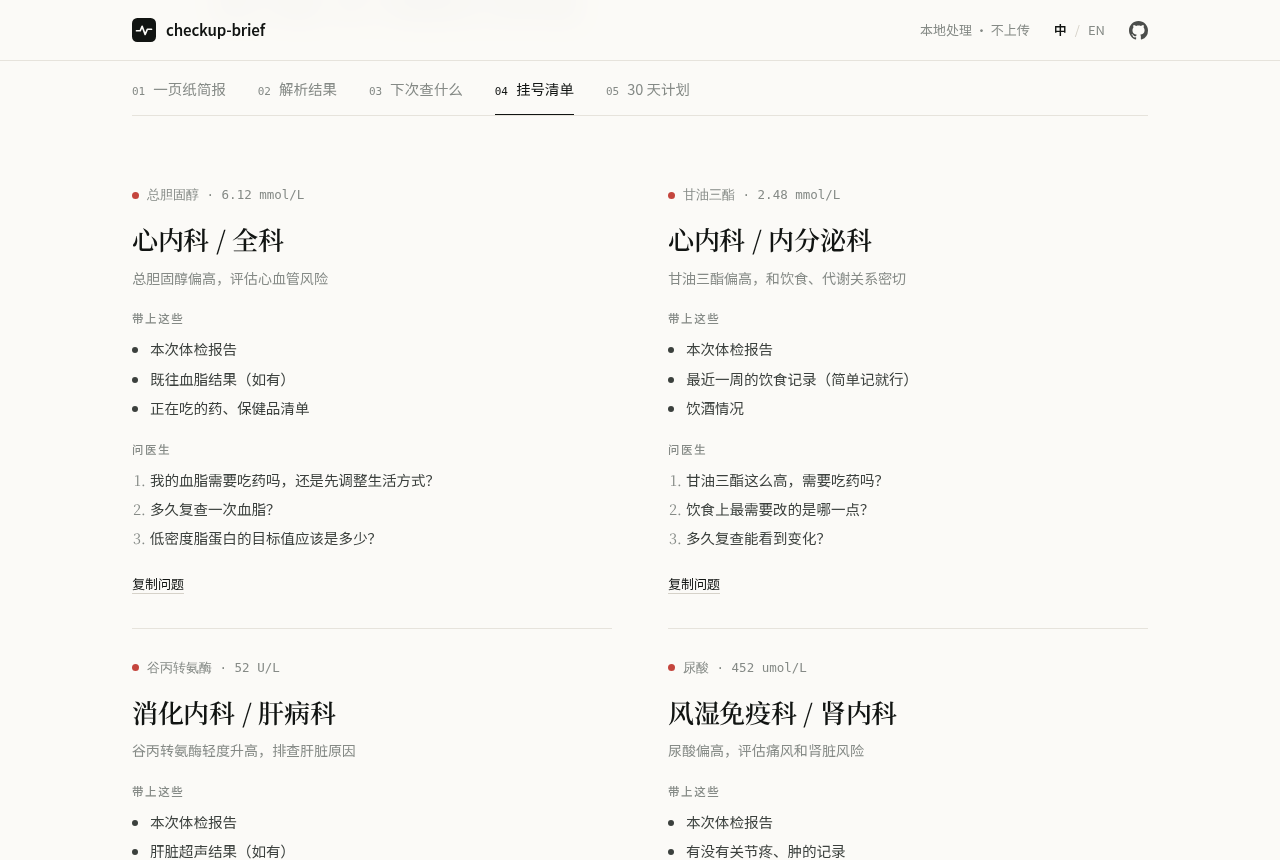 checkup-brief
本地处理 · 不上传
中 / EN
01 一页纸简报
02 解析结果
03 下次查什么
04 挂号清单
05 30 天计划
总胆固醇 · 6.12 mmol/L
心内科 / 全科
总胆固醇偏高，评估心血管风险
带上这些
本次体检报告
既往血脂结果（如有）
正在吃的药、保健品清单
问医生
1. 我的血脂需要吃药吗，还是先调整生活方式？
2. 多久复查一次血脂？
3. 低密度脂蛋白的目标值应该是多少？
复制问题
甘油三酯 · 2.48 mmol/L
心内科 / 内分泌科
甘油三酯偏高，和饮食、代谢关系密切
带上这些
本次体检报告
最近一周的饮食记录（简单记就行）
饮酒情况
问医生
1. 甘油三酯这么高，需要吃药吗？
2. 饮食上最需要改的是哪一点？
3. 多久复查能看到变化？
复制问题
谷丙转氨酶 · 52 U/L
消化内科 / 肝病科
谷丙转氨酶轻度升高，排查肝脏原因
带上这些
本次体检报告
肝脏超声结果（如有）
尿酸 · 452 umol/L
风湿免疫科 / 肾内科
尿酸偏高，评估痛风和肾脏风险
带上这些
本次体检报告
有没有关节疼、肿的记录